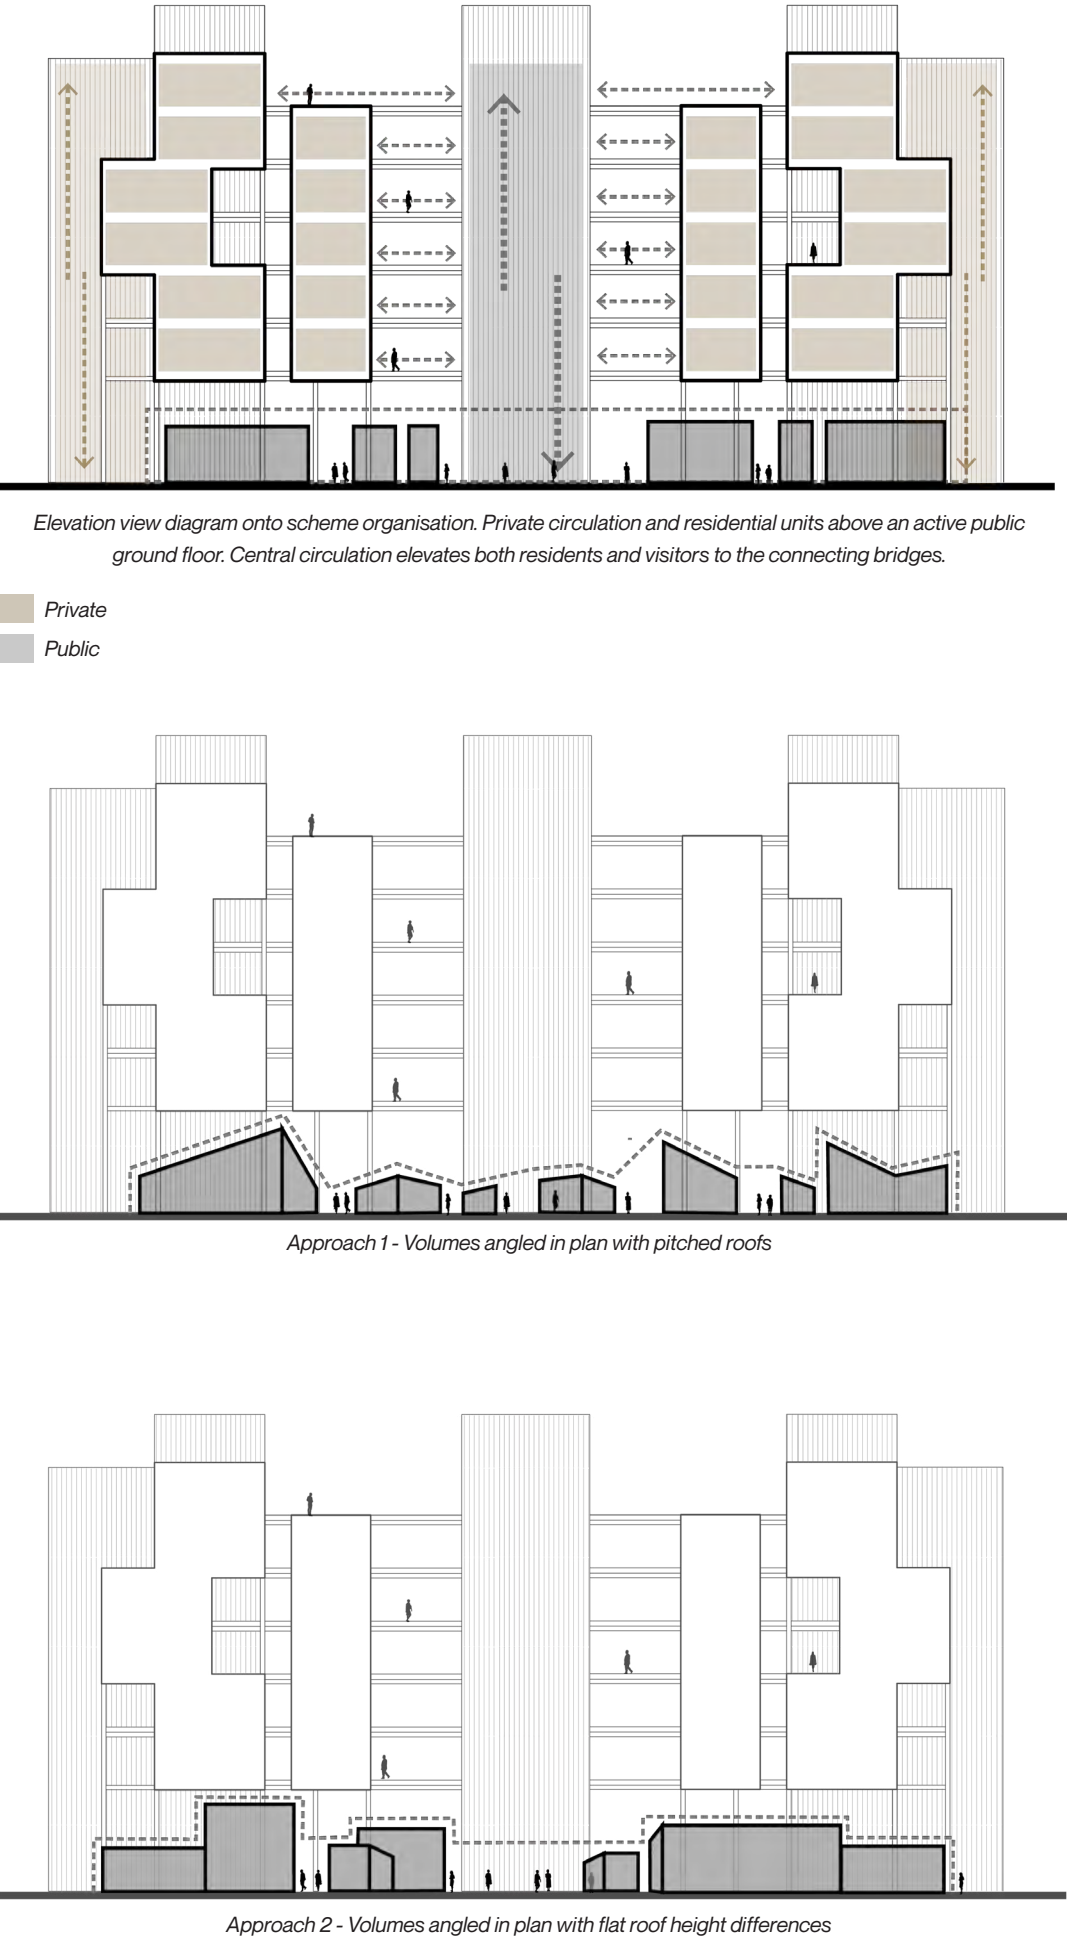 Elevation view diagram onto scheme organisation. Private circulation and residential units above an active public
ground floor. Central circulation elevates both residents and visitors to the connecting bridges.
Private
Public
Approach 1 - Volumes angled in plan with pitched roofs
Approach 2 - Volumes angled in plan with flat roof height differences